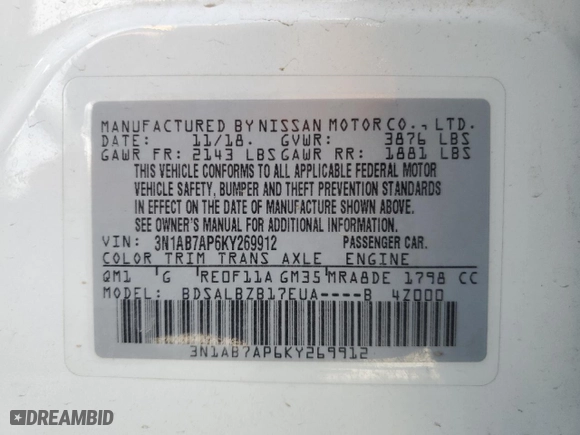 MANUFACTURED BY NISSAN MOTOR CO., LTD.
DATE: 11/18. GVWR: 3876 LBS
GAWR FR: 2143 LBS GAWR RR: 1881 LBS
THIS VEHICLE CONFORMS TO ALL APPLICABLE FEDERAL MOTOR
VEHICLE SAFETY, BUMPER AND THEFT PREVENTION STANDARDS
IN EFFECT ON THE DATE OF MANUFACTURE SHOWN ABOVE.
SEE OWNER'S MANUAL FOR ADDITIONAL INFORMATION.
VIN: 3N1AB7AP6KY269912 PASSENGER CAR.
COLOR TRIM TRANS AXLE ENGINE
QM1 'G RE0F11A GM35 MRA8DE 1798 CC
MODEL: BDSALBZB17EUA----B 4Z000
3N1AB7AP6KY269912
DREAMBID